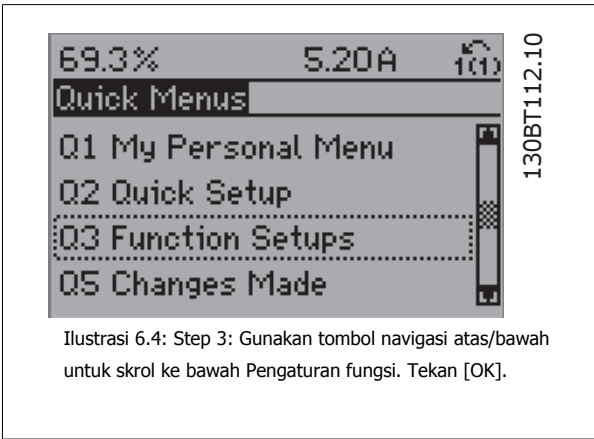 69.3% 5.20A 1(1)
Quick Menus
Q1 My Personal Menu
Q2 Quick Setup
Q3 Function Setups
Q5 Changes Made
130BT112.10
Ilustrasi 6.4: Step 3: Gunakan tombol navigasi atas/bawah
untuk skrol ke bawah Pengaturan fungsi. Tekan [OK].